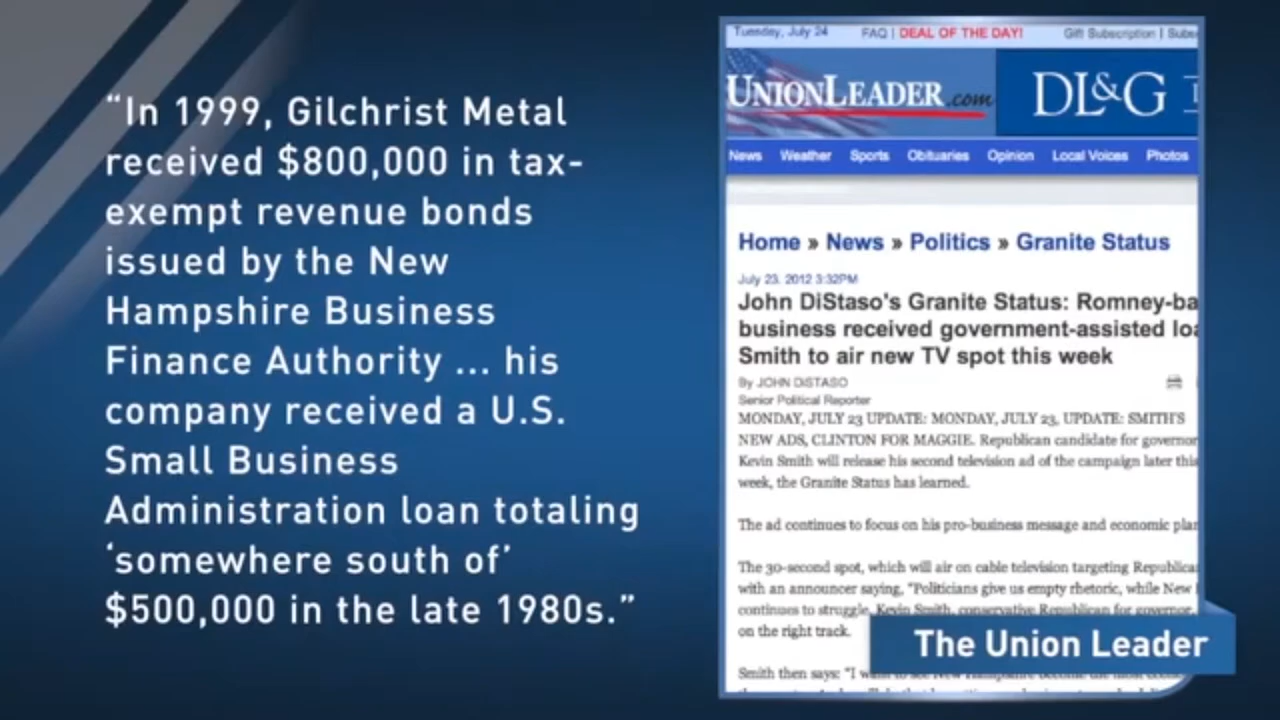 “In 1999, Gilchrist Metal
received $800,000 in tax-
exempt revenue bonds
issued by the New
Hampshire Business
Finance Authority ... his
company received a U.S.
Small Business
Administration loan totaling
‘somewhere south of’
$500,000 in the late 1980s.”
Tuesday, July 24 FAQ | DEAL OF THE DAY! Gift Subscription |
UNIONLEADER.com DL&G
News Weather Sports Obituaries Opinion Local Voices Photos
Home » News » Politics » Granite Status
July 23. 2012 3:32PM
John DiStaso's Granite Status: Romney-ba
business received government-assisted loa
Smith to air new TV spot this week
By JOHN DISTASO
Senior Political Reporter
MONDAY, JULY 23 UPDATE: MONDAY, JULY 23, UPDATE: SMITH'S
NEW ADS, CLINTON FOR MAGGIE. Republican candidate for governor
Kevin Smith will release his second television ad of the campaign later this
week, the Granite Status has learned.
The ad continues to focus on his pro-business message and economic plan
The 30-second spot, which will air on cable television targeting Republica
with an announcer saying, "Politicians give us empty rhetoric, while New
continues to struggle. Kevin Smith, conservative Republican for governor,
on the right track.
Smith then says: "I
The Union Leader